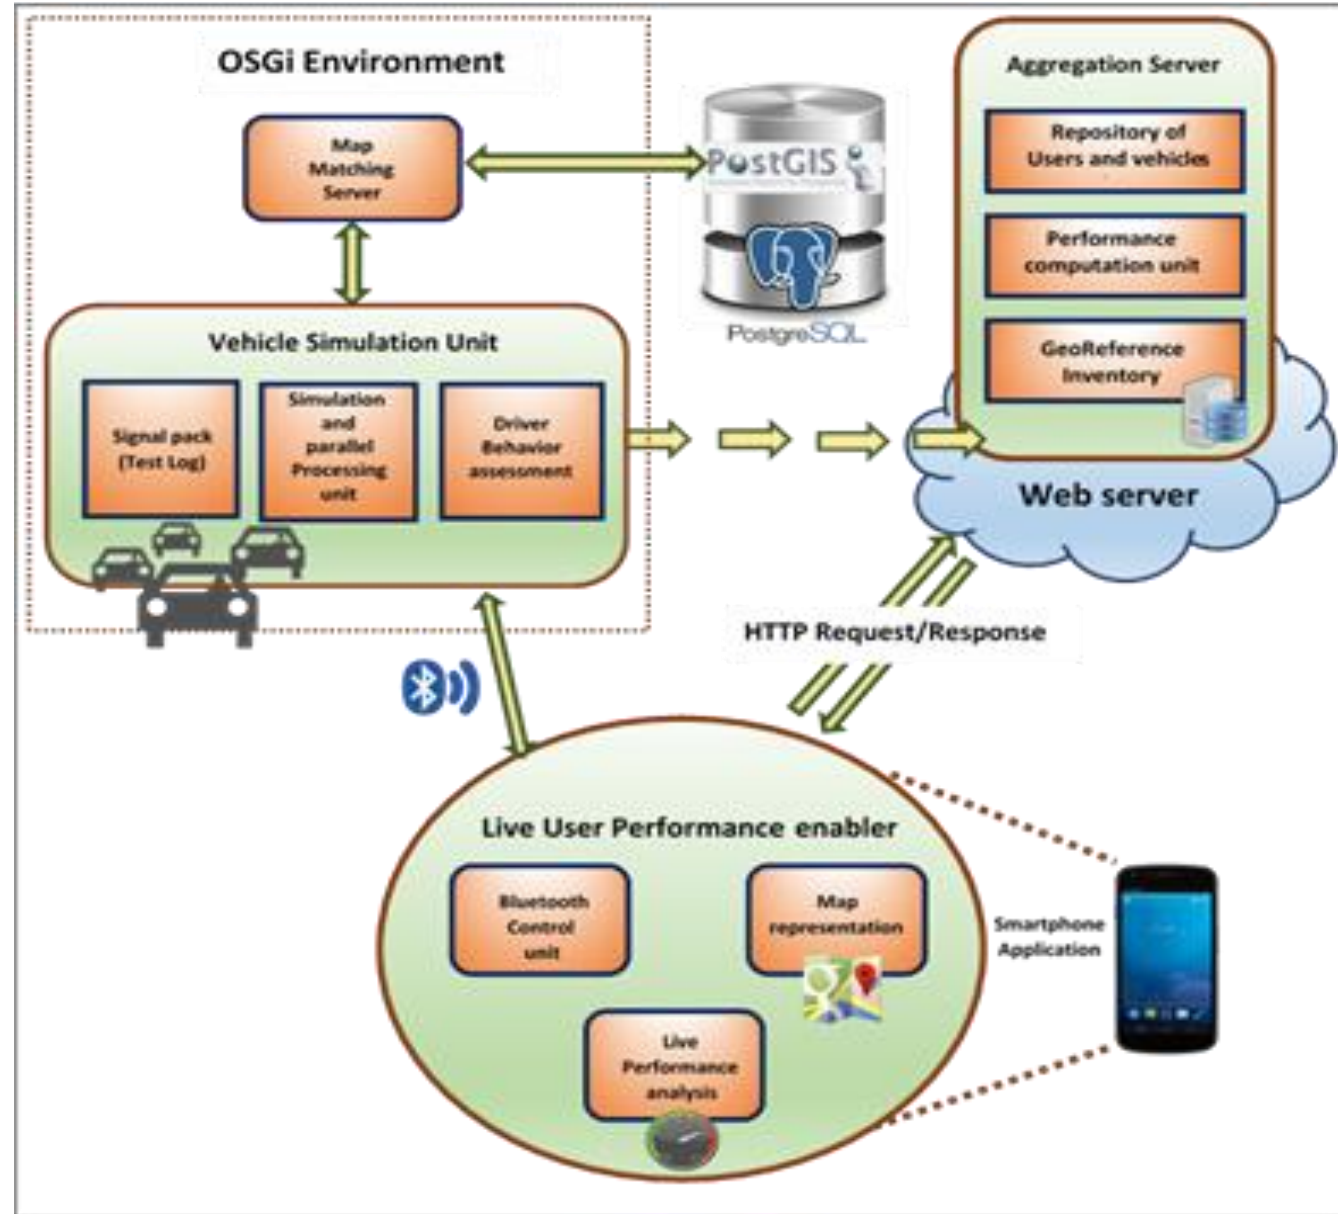 OSGi Environment
Map
Matching
Server
PostGIS
PostgreSQL
Aggregation Server
Repository of
Users and vehicles
Performance
computation unit
GeoReference
Inventory
Web server
Vehicle Simulation Unit
Signal pack
(Test Log)
Simulation
and
parallel
Processing
unit
Driver
Behavior
assessment
HTTP Request/Response
Live User Performance enabler
Bluetooth
Control
unit
Map
representation
Live
Performance
analysis
Smartphone
Application